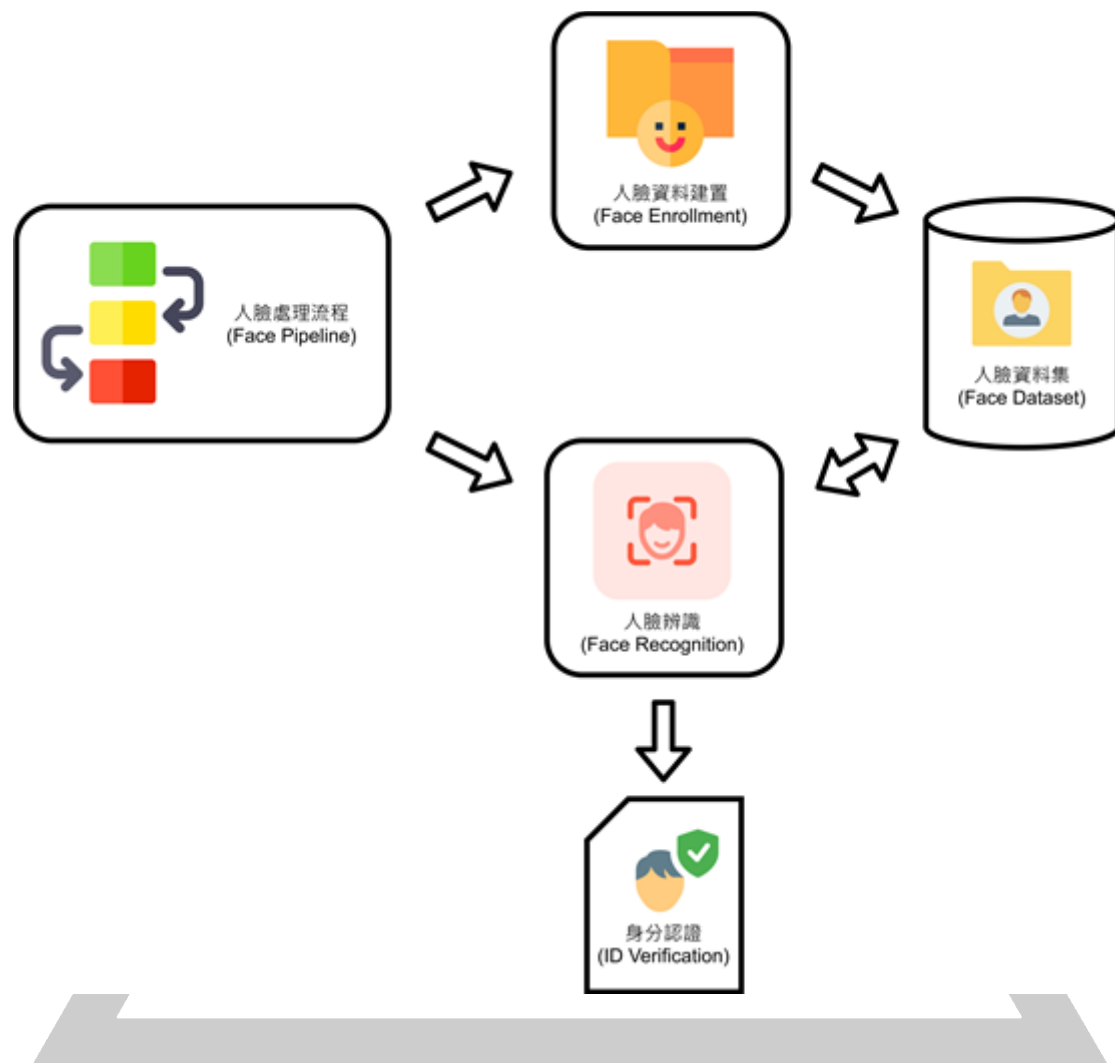 人臉資料建置
(Face Enrollment)
人臉處理流程
(Face Pipeline)
人臉資料集
(Face Dataset)
人臉辨識
(Face Recognition)
身分認證
(ID Verification)